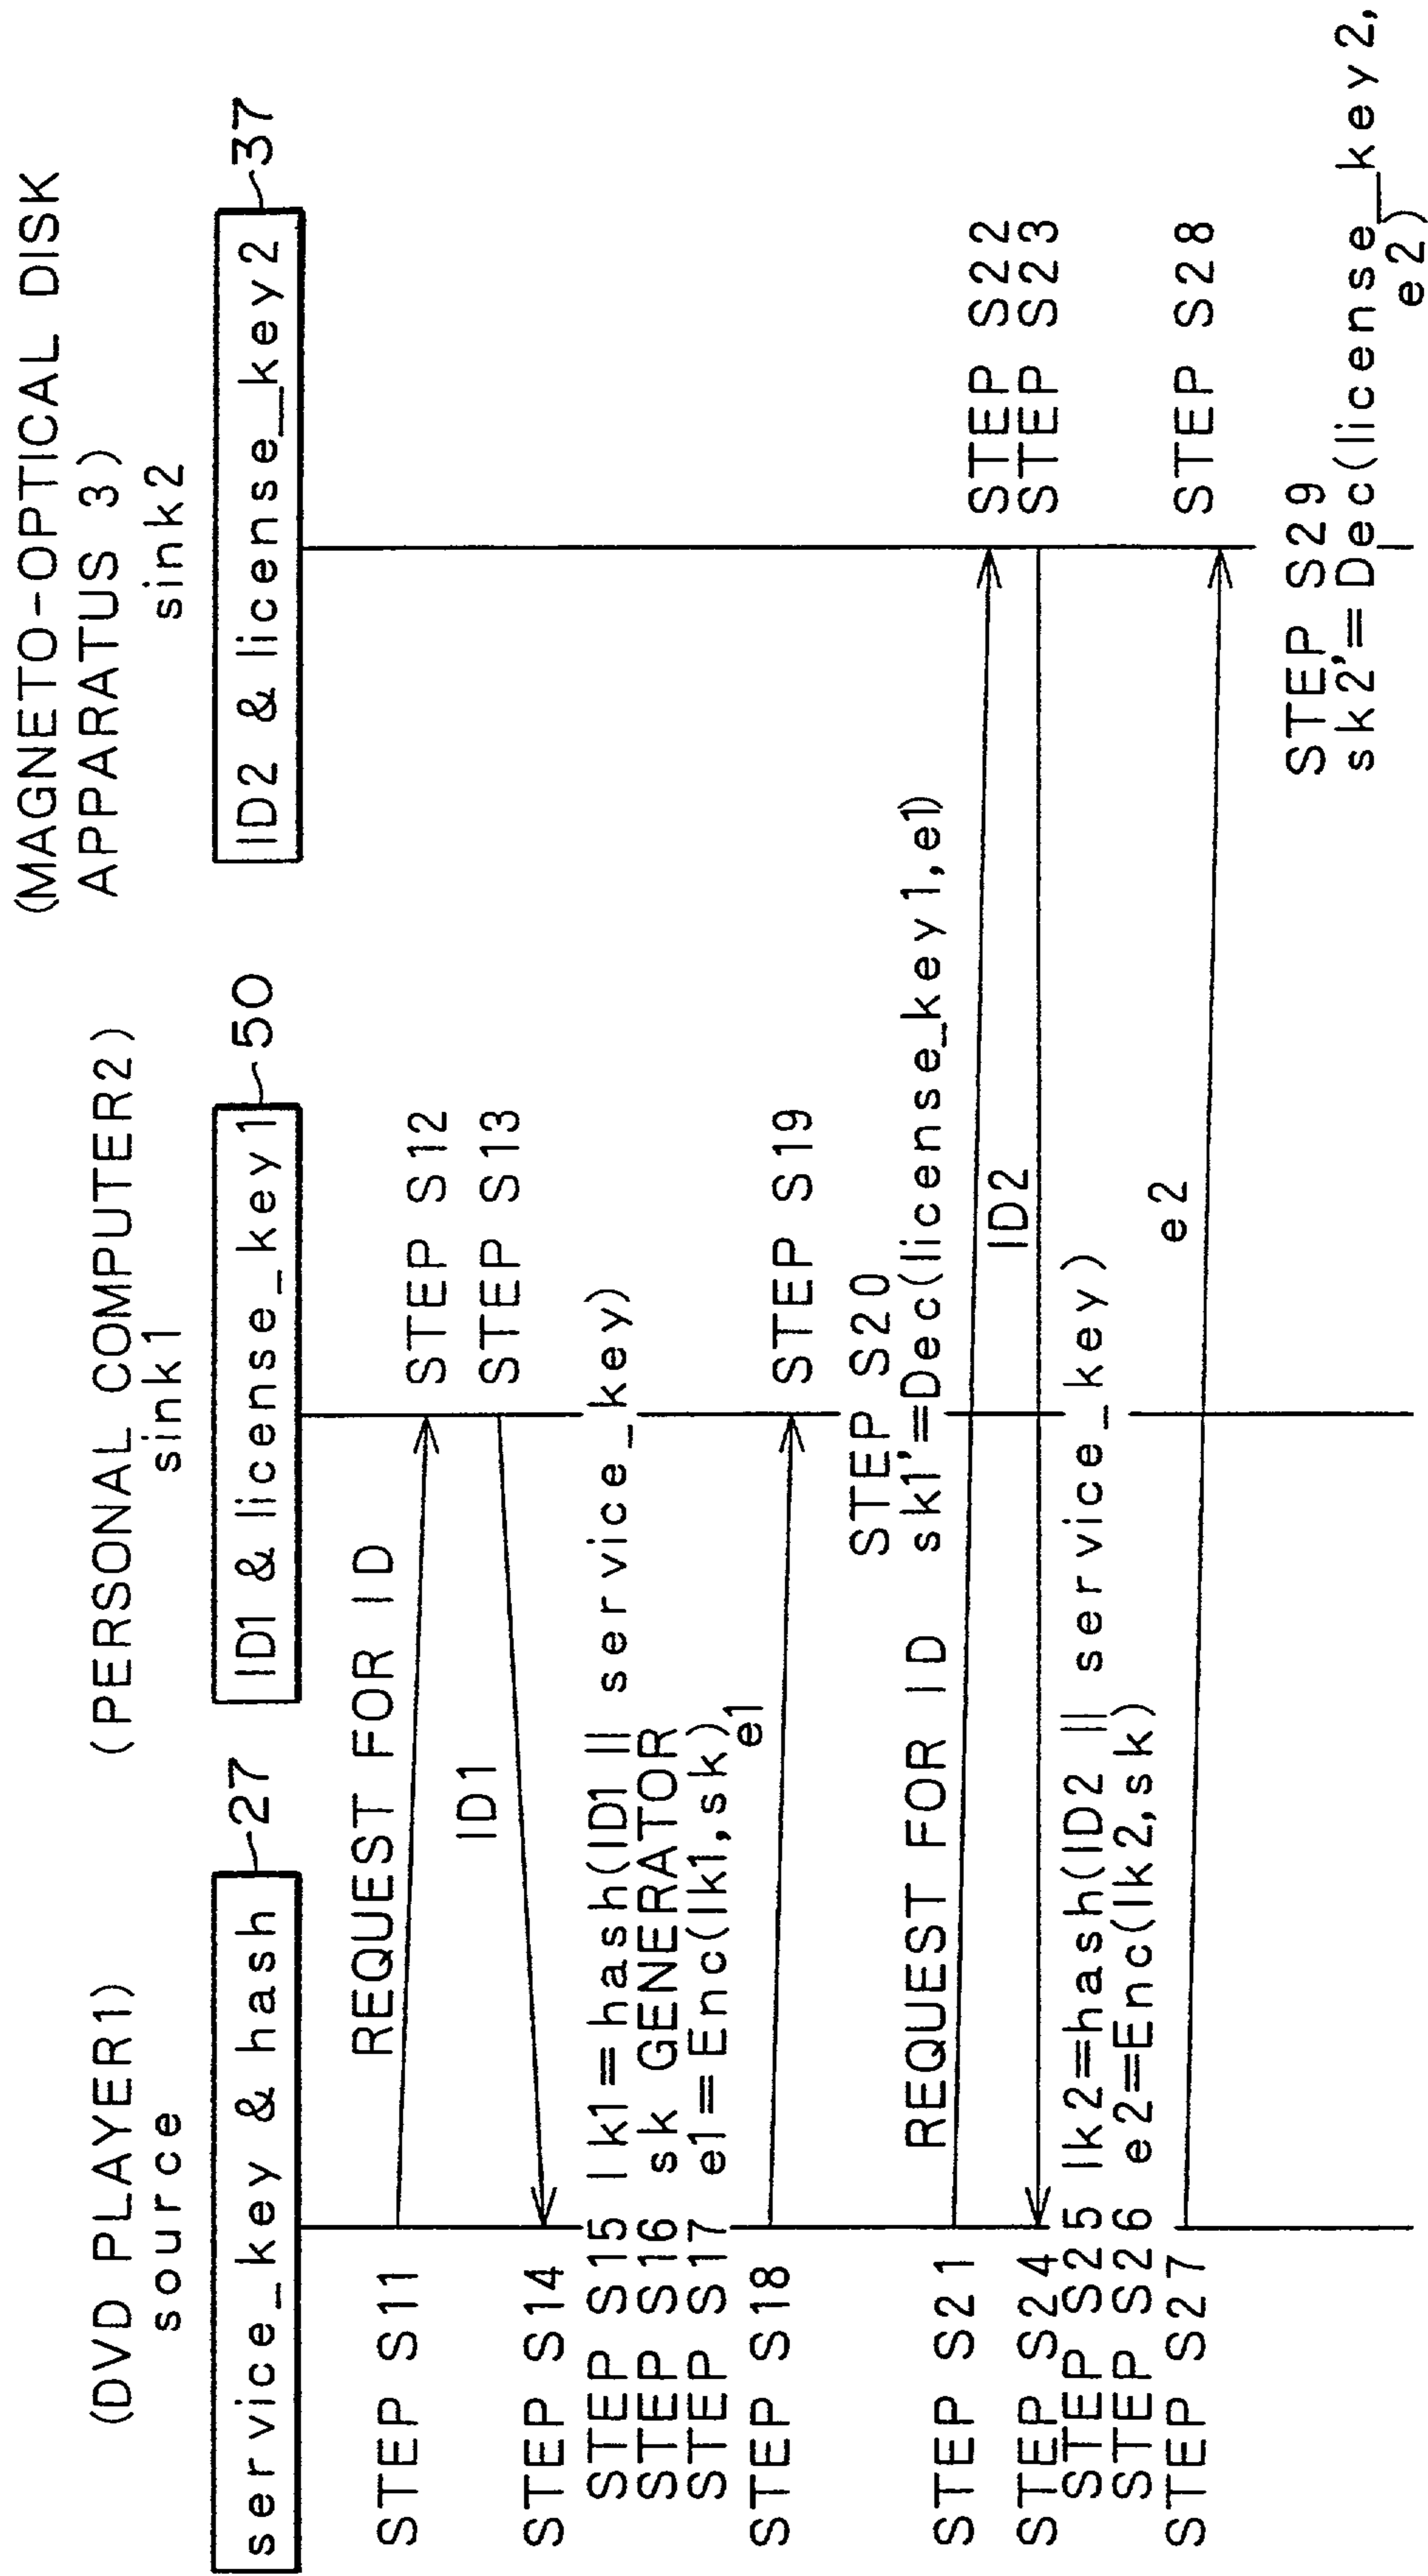 (DVD PLAYER1)
source
service_key & hash
27
(PERSONAL COMPUTER2)
sink1
ID1 & license_key1
50
(MAGNETO-OPTICAL DISK
APPARATUS 3)
sink2
ID2 & license_key2
37
STEP S11
REQUEST FOR ID
STEP S12
ID1
STEP S13
STEP S14
STEP S15 lk1=hash(ID1 || service_key)
STEP S16 sk GENERATOR
STEP S17 e1=Enc(lk1,sk)
STEP S18
e1
STEP S19
STEP S20
sk1'=Dec(license_key1,e1)
STEP S21
REQUEST FOR ID
STEP S22
ID2
STEP S23
STEP S24
STEP S25 lk2=hash(ID2 || service_key)
STEP S26 e2=Enc(lk2,sk)
STEP S27
e2
STEP S28
STEP S29
sk2'=Dec(license_key2,
e2)